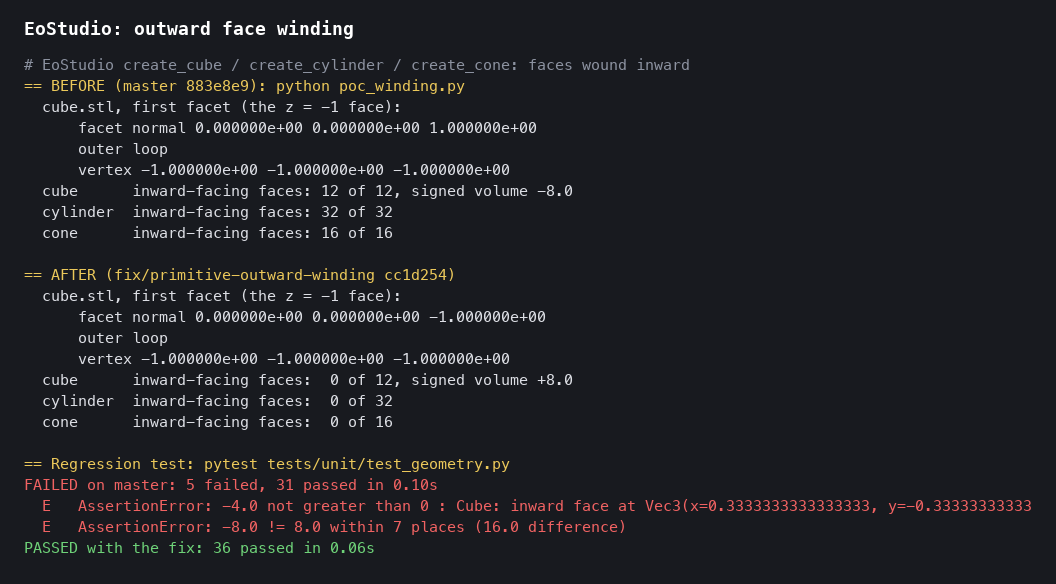 EoStudio: outward face winding
# EoStudio create_cube / create_cylinder / create_cone: faces wound inward
== BEFORE (master 883e8e9): python poc_winding.py
cube.stl, first facet (the z = −1 face):
facet normal 0.000000e+00 0.000000e+00 1.000000e+00
outer loop
vertex −1.000000e+00 −1.000000e+00 −1.000000e+00
cube      inward−facing faces: 12 of 12, signed volume −8.0
cylinder  inward−facing faces: 32 of 32
cone      inward−facing faces: 16 of 16
== AFTER (fix/primitive−outward−winding cc1d254)
cube.stl, first facet (the z = −1 face):
facet normal 0.000000e+00 0.000000e+00 −1.000000e+00
outer loop
vertex −1.000000e+00 −1.000000e+00 −1.000000e+00
cube      inward−facing faces:  0 of 12, signed volume +8.0
cylinder  inward−facing faces:  0 of 32
cone      inward−facing faces:  0 of 16
== Regression test: pytest tests/unit/test_geometry.py
FAILED on master: 5 failed, 31 passed in 0.10s
E   AssertionError: −4.0 not greater than 0 : Cube: inward face at Vec3(x=0.3333333333333333, y=−0.33333333333
E   AssertionError: −8.0 != 8.0 within 7 places (16.0 difference)
PASSED with the fix: 36 passed in 0.06s